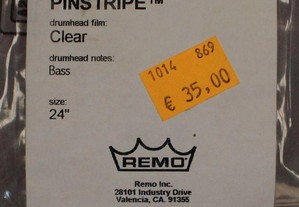 PINSTRIPE™
drumhead film:
Clear
drumhead notes:
Bass
size:
24"
1014 869
€ 35,00
REMO
Remo Inc.
28101 Industry Drive
Valencia, CA. 91355